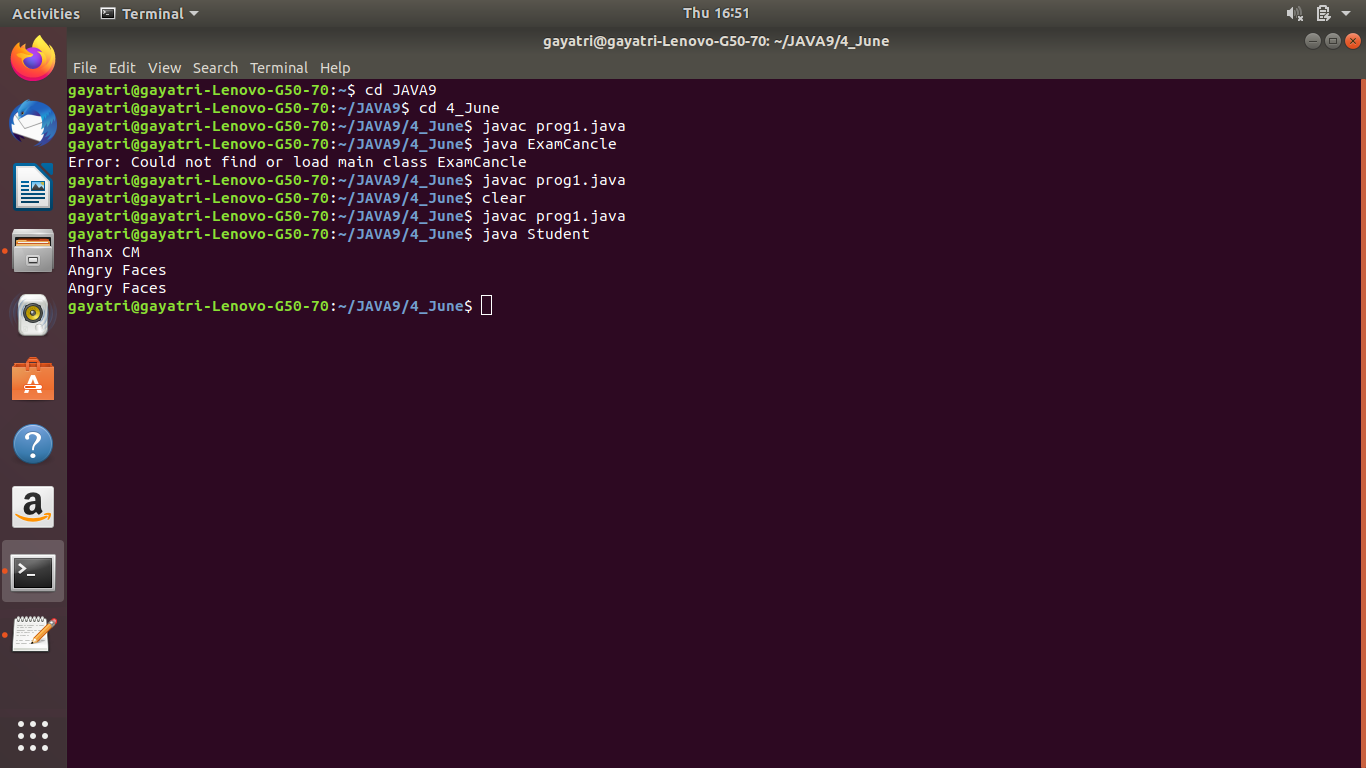 Activities Terminal Thu 16:51
gayatri@gayatri-Lenovo-G50-70: ~/JAVA9/4_June
File Edit View Search Terminal Help
gayatri@gayatri-Lenovo-G50-70:~$ cd JAVA9
gayatri@gayatri-Lenovo-G50-70:~/JAVA9$ cd 4_June
gayatri@gayatri-Lenovo-G50-70:~/JAVA9/4_June$ javac prog1.java
gayatri@gayatri-Lenovo-G50-70:~/JAVA9/4_June$ java ExamCancle
Error: Could not find or load main class ExamCancle
gayatri@gayatri-Lenovo-G50-70:~/JAVA9/4_June$ javac prog1.java
gayatri@gayatri-Lenovo-G50-70:~/JAVA9/4_June$ clear
gayatri@gayatri-Lenovo-G50-70:~/JAVA9/4_June$ javac prog1.java
gayatri@gayatri-Lenovo-G50-70:~/JAVA9/4_June$ java Student
Thanx CM
Angry Faces
Angry Faces
gayatri@gayatri-Lenovo-G50-70:~/JAVA9/4_June$